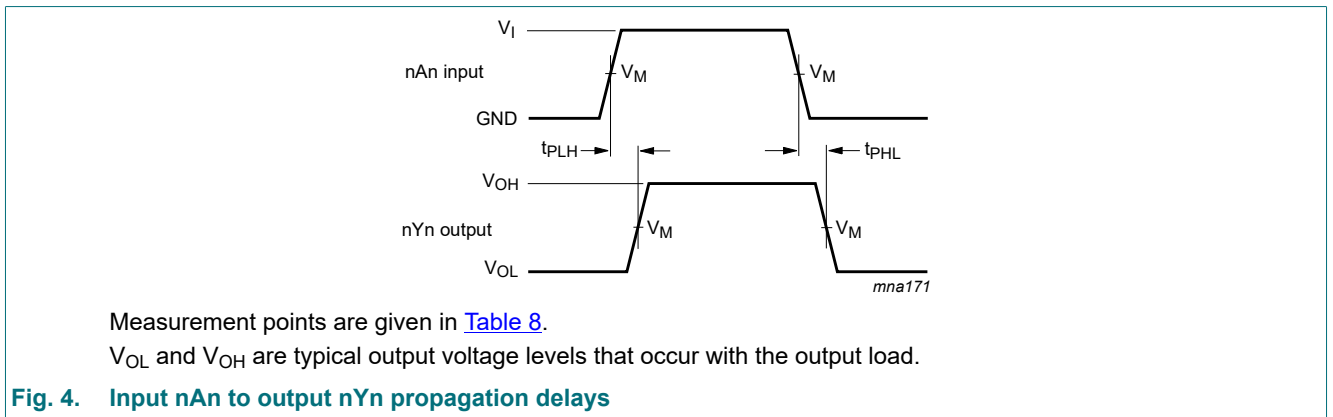 VI
nAn input
VM
VM
GND
tPLH
tPHL
VOH
nYn output
VM
VM
VOL
mna171
Measurement points are given in Table 8.
VOL and VOH are typical output voltage levels that occur with the output load.
Fig. 4. Input nAn to output nYn propagation delays